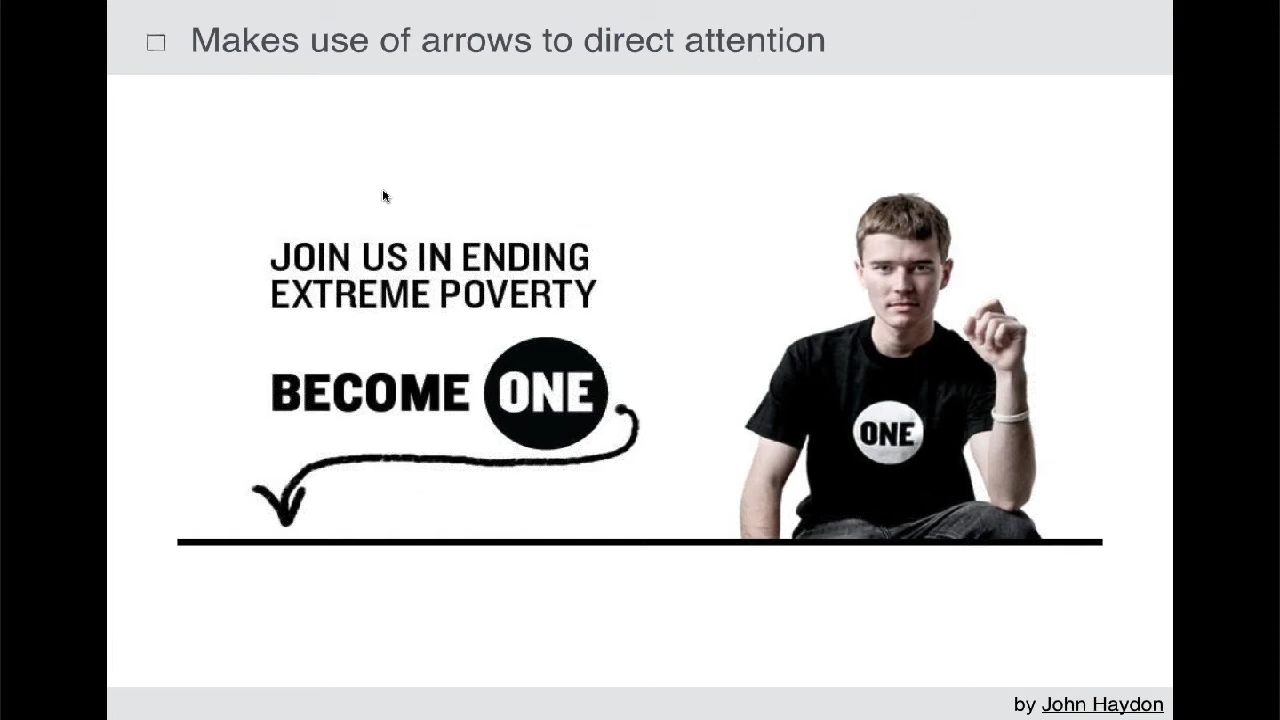 Makes use of arrows to direct attention
JOIN US IN ENDING
EXTREME POVERTY
BECOME ONE
ONE
by John Haydon